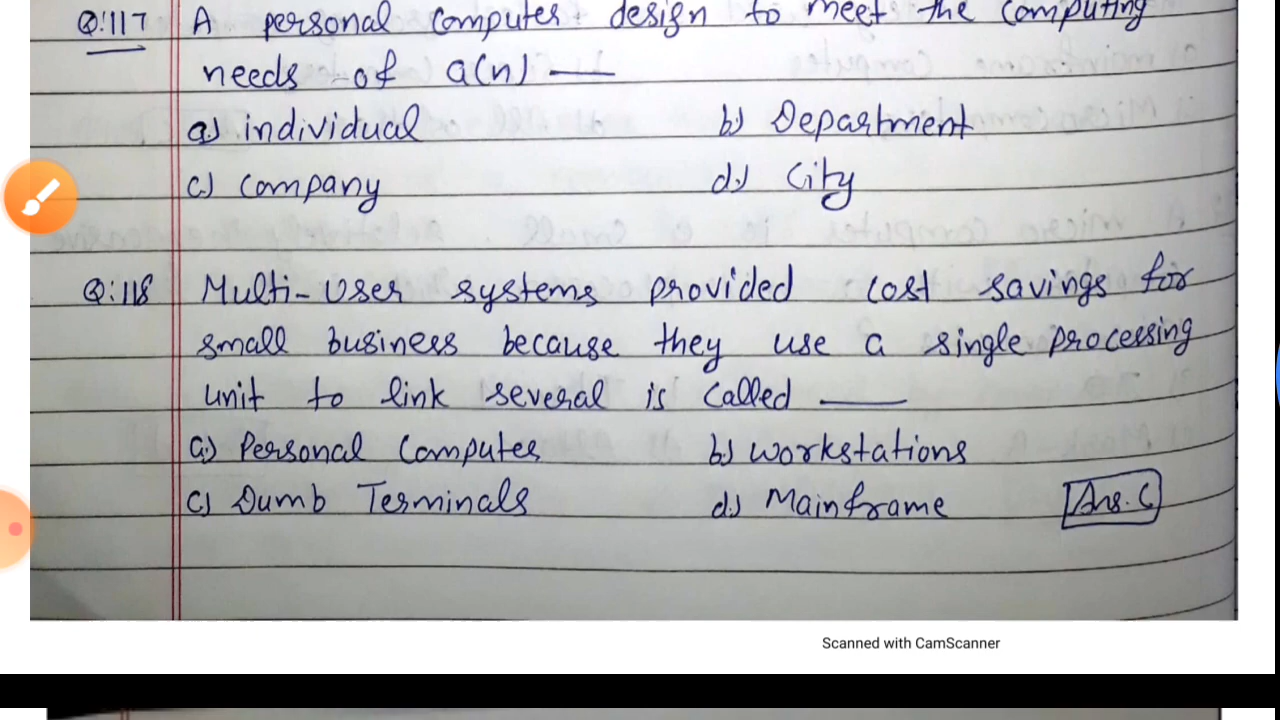 Q:117 A personal computer design to meet the computing
needs of a(n) ——
a) individual b) Department
c) Company d.) City
Q:118 Multi-User systems provided cost savings for
small business because they use a single processing
unit to link several is called ——
a.) Personal Computer b) workstations
c) Dumb Terminals d.) Mainframe Ans. C
Scanned with CamScanner